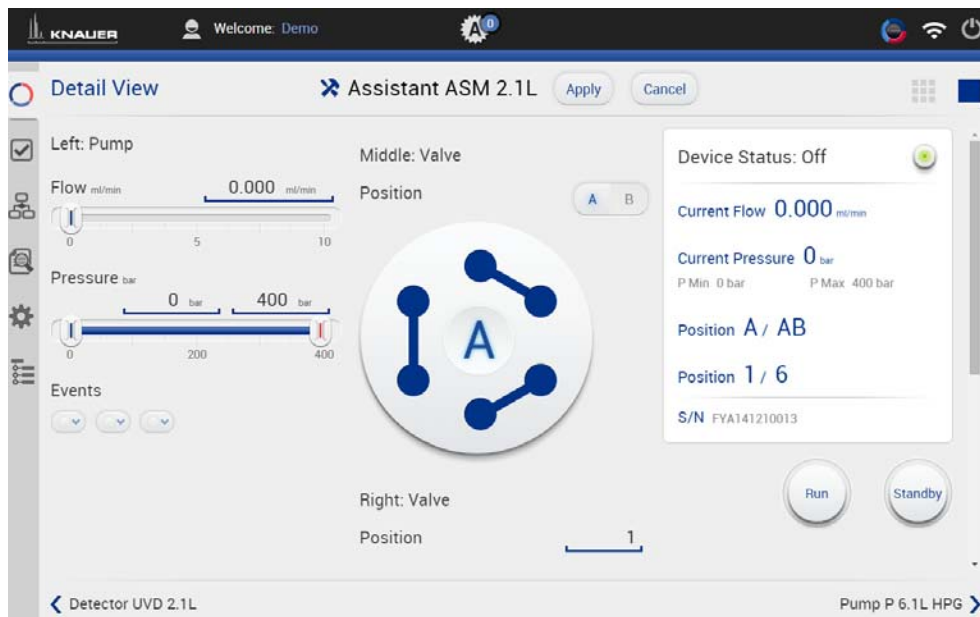 KNAUER
Welcome: Demo
A 0
Detail View
Assistant ASM 2.1L
Apply
Cancel
Left: Pump
Flow ml/min
0.000 ml/min
0 5 10
Pressure bar
0 bar 400 bar
0 200 400
Events
Middle: Valve
Position
A B
A
Right: Valve
Position
1
Device Status: Off
Current Flow 0.000 ml/min
Current Pressure 0 bar
P Min 0 bar P Max 400 bar
Position A / AB
Position 1 / 6
S/N FYA141210013
Run
Standby
Detector UVD 2.1L
Pump P 6.1L HPG